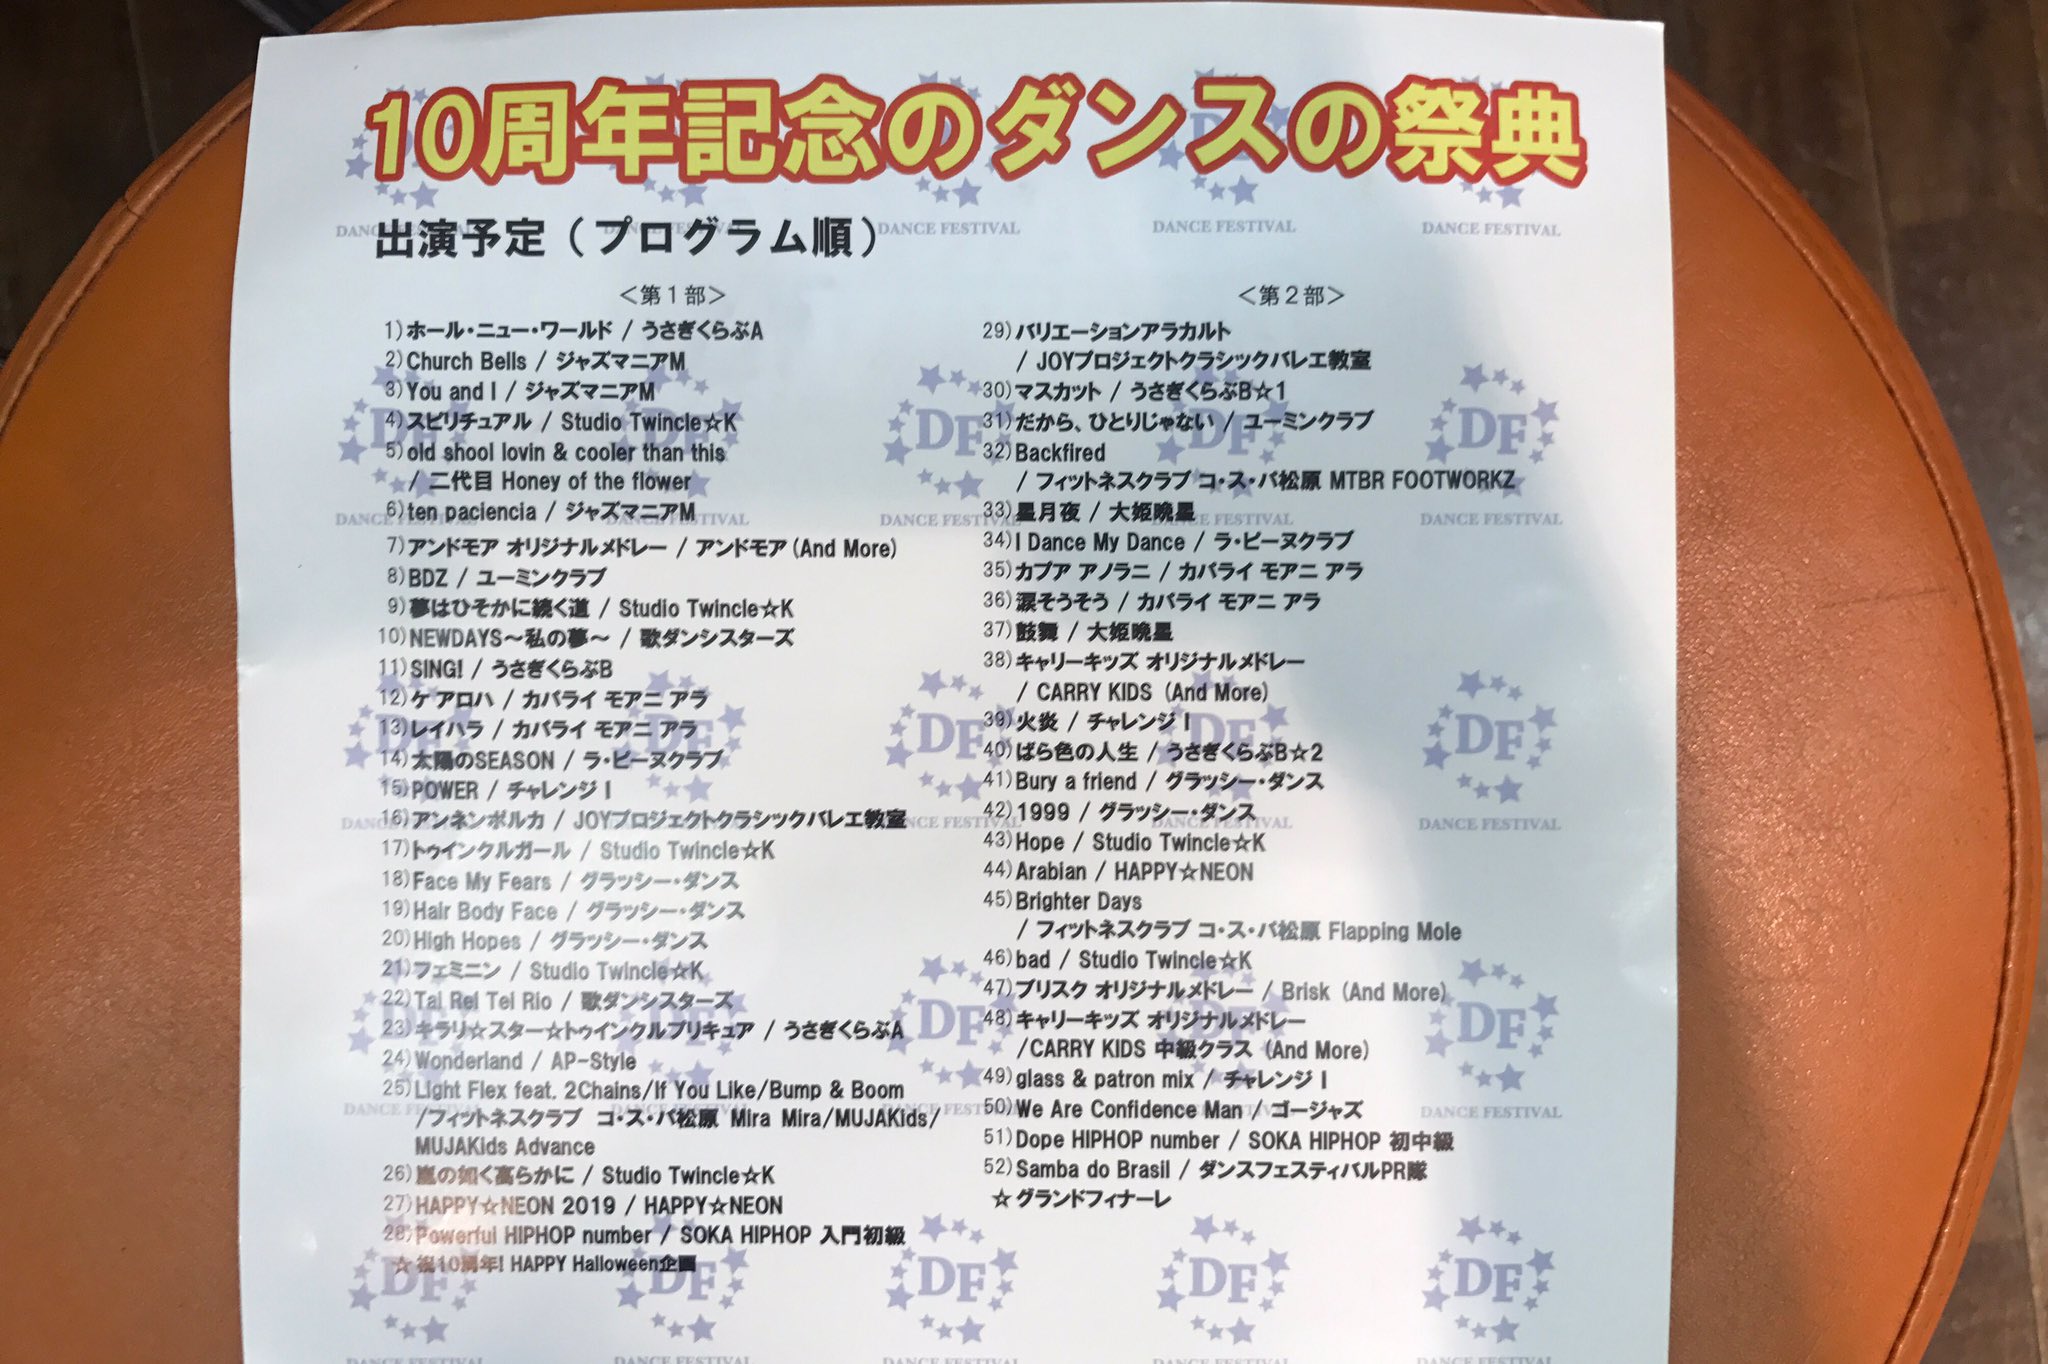 10周年記念のダンスの祭典
出演予定（プログラム順）
＜第１部＞
1)ホール・ニュー・ワールド / うさぎくらぶA
2)Church Bells / ジャズマニアM
3)You and I / ジャズマニアM
4)スピリチュアル / Studio Twincle☆K
5)old shool lovin & cooler than this
/ 二代目 Honey of the flower
6)ten paciencia / ジャズマニアM
7)アンドモア オリジナルメドレー / アンドモア(And More)
8)BDZ / ユーミンクラブ
9)夢はひそかに続く道 / Studio Twincle☆K
10)NEWDAYS～私の夢～ / 歌ダンシスターズ
11)SING! / うさぎくらぶB
12)ケ アロハ / カパライ モアニ アラ
13)レイハラ / カパライ モアニ アラ
14)太陽のSEASON / ラ・ピーヌクラブ
15)POWER / チャレンジI
16)アンネンポルカ / JOYプロジェクトクラシックバレエ教室
17)トゥインクルガール / Studio Twincle☆K
18)Face My Fears / グラッシー・ダンス
19)Hair Body Face / グラッシー・ダンス
20)High Hopes / グラッシー・ダンス
21)フェミニン / Studio Twincle☆K
22)Tai Rei Tei Rio / 歌ダンシスターズ
23)キラリ☆スター☆トゥインクルプリキュア / うさぎくらぶA
24)Wonderland / AP-Style
25)Light Flex feat. 2Chains/If You Like/Bump & Boom
/フィットネスクラブ コ・ス・パ松原 Mira Mira/MUJAKids/
MUJAKids Advance
26)嵐の如く高らかに / Studio Twincle☆K
27)HAPPY☆NEON 2019 / HAPPY☆NEON
28)Powerful HIPHOP number / SOKA HIPHOP 入門初級
☆ 祝10周年! HAPPY Halloween企画
＜第２部＞
29)バリエーションアラカルト
/ JOYプロジェクトクラシックバレエ教室
30)マスカット / うさぎくらぶB☆1
31)だから、ひとりじゃない / ユーミンクラブ
32)Backfired
/ フィットネスクラブ コ・ス・パ松原 MTBR FOOTWORKZ
33)星月夜 / 大姫暁星
34)I Dance My Dance / ラ・ピーヌクラブ
35)カプア アノラニ / カパライ モアニ アラ
36)涙そうそう / カパライ モアニ アラ
37)鼓舞 / 大姫暁星
38)キャリーキッズ オリジナルメドレー
/ CARRY KIDS (And More)
39)火炎 / チャレンジI
40)ばら色の人生 / うさぎくらぶB☆2
41)Bury a friend / グラッシー・ダンス
42)1999 / グラッシー・ダンス
43)Hope / Studio Twincle☆K
44)Arabian / HAPPY☆NEON
45)Brighter Days
/ フィットネスクラブ コ・ス・パ松原 Flapping Mole
46)bad / Studio Twincle☆K
47)ブリスク オリジナルメドレー / Brisk (And More)
48)キャリーキッズ オリジナルメドレー
/CARRY KIDS 中級クラス (And More)
49)glass & patron mix / チャレンジI
50)We Are Confidence Man / ゴージャズ
51)Dope HIPHOP number / SOKA HIPHOP 初中級
52)Samba do Brasil / ダンスフェスティバルPR隊
☆グランドフィナーレ
DF
DANCE FESTIVAL